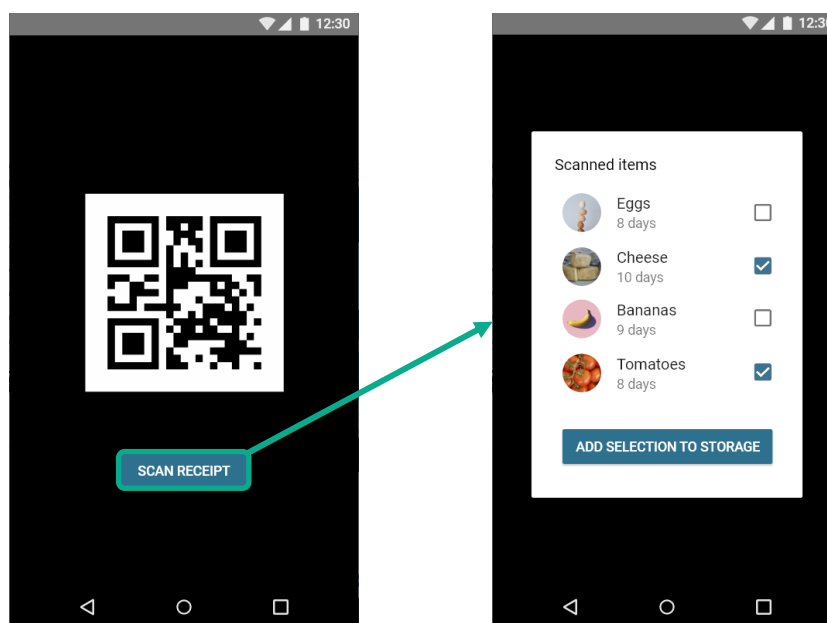 12:30
SCAN RECEIPT
12:30
Scanned items
Eggs
8 days
Cheese
10 days
Bananas
9 days
Tomatoes
8 days
ADD SELECTION TO STORAGE